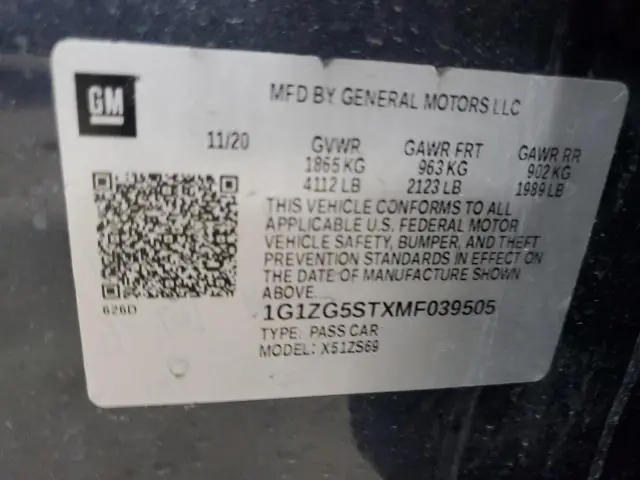 GM
MFD BY GENERAL MOTORS LLC
11/20 GVWR GAWR FRT GAWR RR
1865 KG 963 KG 902 KG
4112 LB 2123 LB 1989 LB
THIS VEHICLE CONFORMS TO ALL
APPLICABLE U.S. FEDERAL MOTOR
VEHICLE SAFETY, BUMPER, AND THEFT
PREVENTION STANDARDS IN EFFECT ON
THE DATE OF MANUFACTURE SHOWN
ABOVE.
626D
1G1ZG5STXMF039505
TYPE: PASS CAR
MODEL: X51ZS69